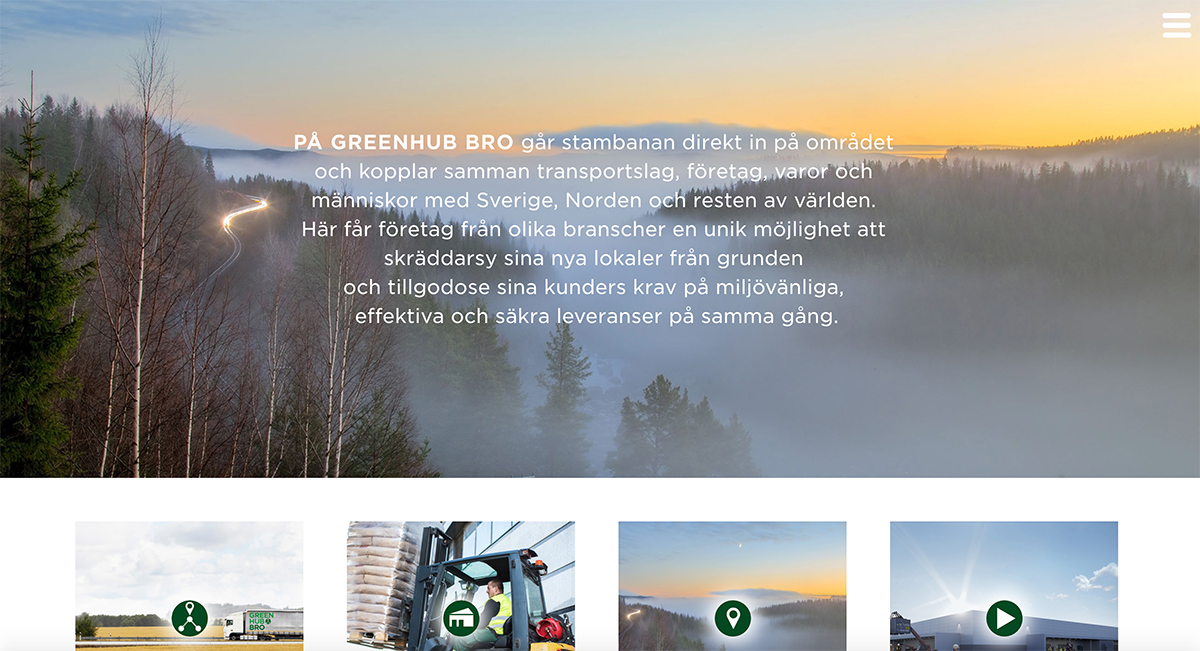 PÅ GREENHUB BRO går stambanan direkt in på området
och kopplar samman transportslag, företag, varor och
människor med Sverige, Norden och resten av världen.
Här får företag från olika branscher en unik möjlighet att
skräddarsy sina nya lokaler från grunden
och tillgodose sina kunders krav på miljövänliga,
effektiva och säkra leveranser på samma gång.
GREEN
HUB
BRO